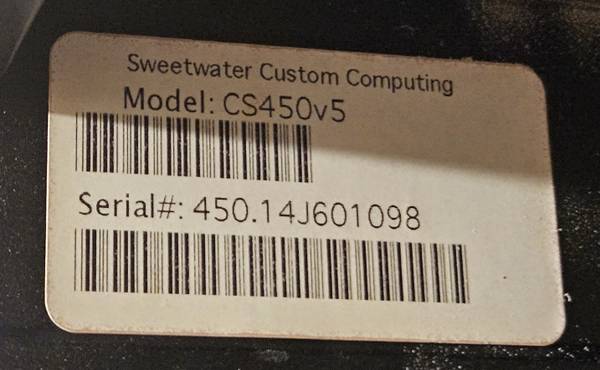 Sweetwater Custom Computing
Model: CS450v5
Serial#: 450.14J601098